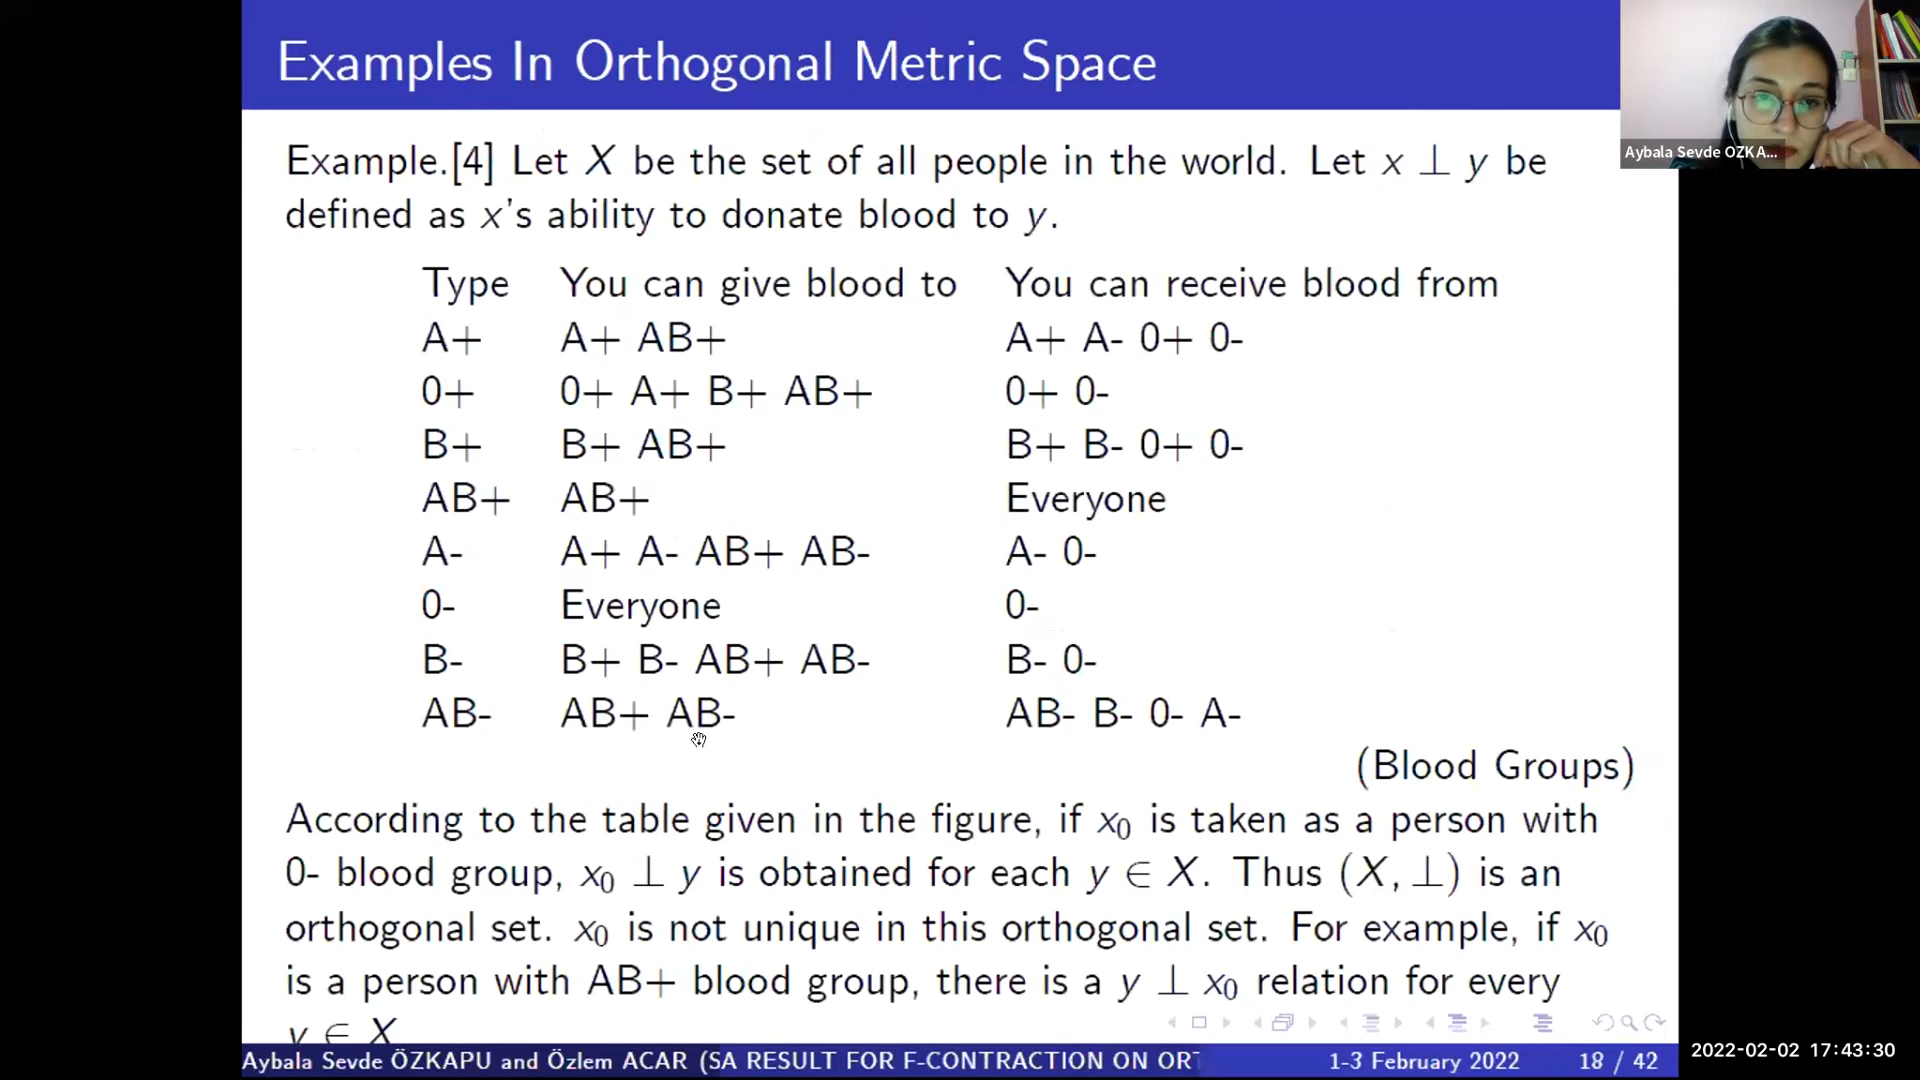 Examples In Orthogonal Metric Space
Aybala Sevde OZKA...
Example.[4] Let X be the set of all people in the world. Let x ⊥ y be
defined as x's ability to donate blood to y.
Type You can give blood to You can receive blood from
A+ A+ AB+ A+ A- 0+ 0-
0+ 0+ A+ B+ AB+ 0+ 0-
B+ B+ AB+ B+ B- 0+ 0-
AB+ AB+ Everyone
A- A+ A- AB+ AB- A- 0-
0- Everyone 0-
B- B+ B- AB+ AB- B- 0-
AB- AB+ AB- AB- B- 0- A-
(Blood Groups)
According to the table given in the figure, if x₀ is taken as a person with
0- blood group, x₀ ⊥ y is obtained for each y ∈ X. Thus (X, ⊥) is an
orthogonal set. x₀ is not unique in this orthogonal set. For example, if x₀
is a person with AB+ blood group, there is a y ⊥ x₀ relation for every
y ∈ X
Aybala Sevde ÖZKAPU and Özlem ACAR (SA RESULT FOR F-CONTRACTION ON ORT 1-3 February 2022 18 / 42
2022-02-02 17:43:30